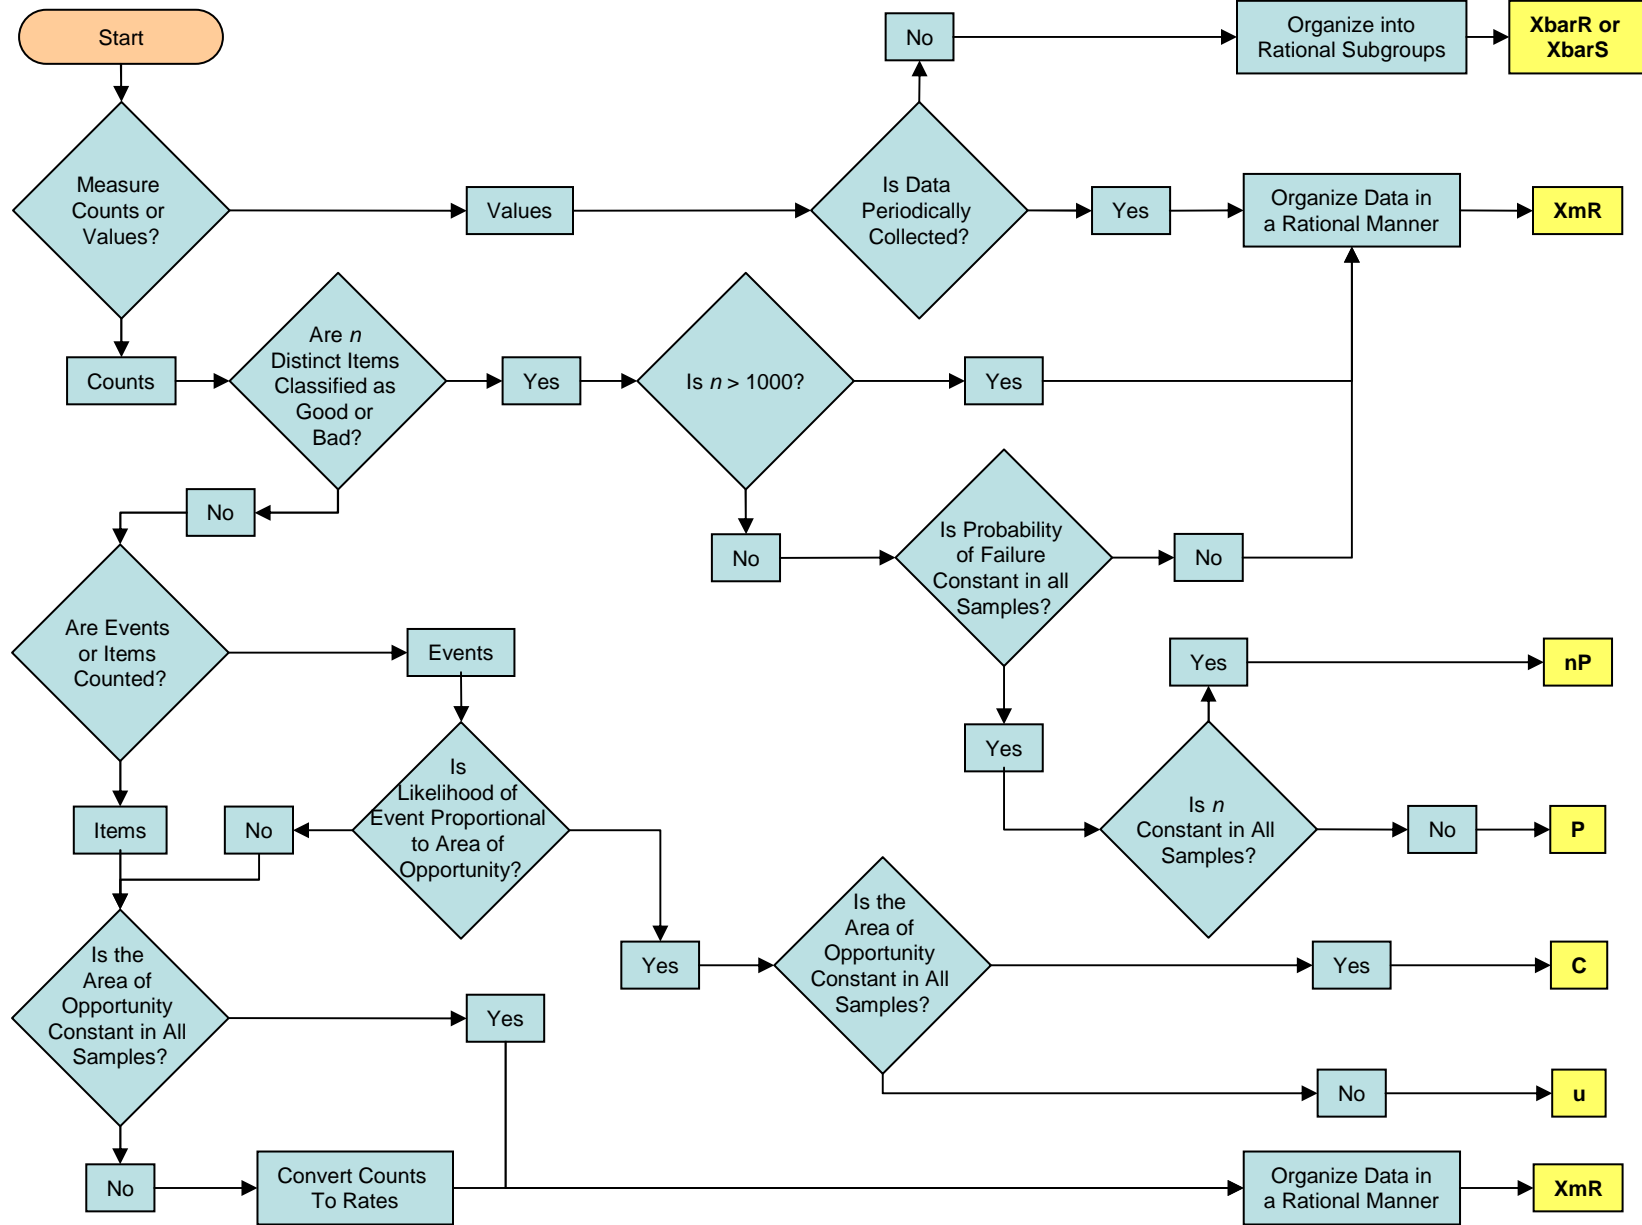 Start
No
Organize into
Rational Subgroups
XbarR or
XbarS
Measure
Counts or
Values?
Values
Is Data
Periodically
Collected?
Yes
Organize Data in
a Rational Manner
XmR
Counts
Are n
Distinct Items
Classified as
Good or
Bad?
Yes
Is n > 1000?
Yes
No
No
Is Probability
of Failure
Constant in all
Samples?
No
Are Events
or Items
Counted?
Events
Yes
nP
Yes
Items
No
Is
Likelihood of
Event Proportional
to Area of
Opportunity?
Is n
Constant in All
Samples?
No
P
Is the
Area of
Opportunity
Constant in All
Samples?
Yes
Yes
Is the
Area of
Opportunity
Constant in All
Samples?
Yes
C
No
u
No
Convert Counts
To Rates
Organize Data in
a Rational Manner
XmR